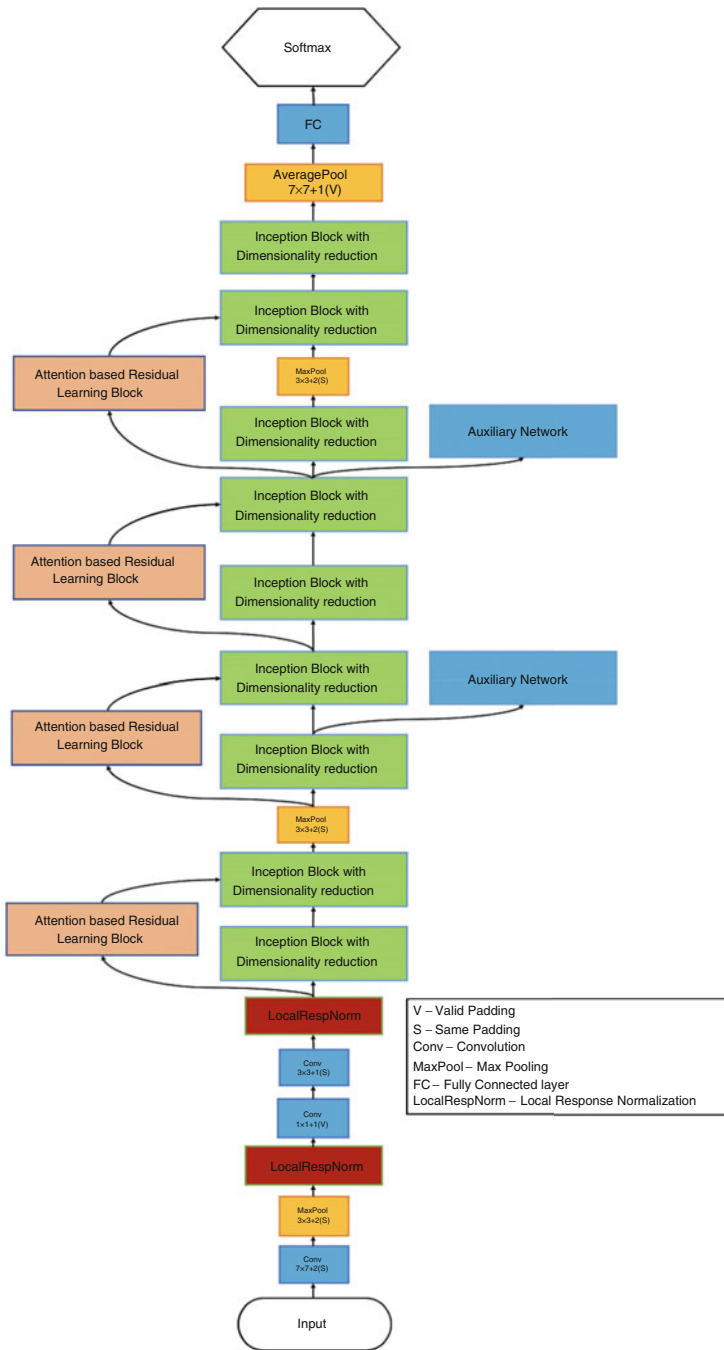 Softmax
FC
AveragePool
7×7+1(V)
Inception Block with
Dimensionality reduction
Inception Block with
Dimensionality reduction
Attention based Residual
Learning Block
MaxPool
3×3+2(S)
Inception Block with
Dimensionality reduction
Auxiliary Network
Inception Block with
Dimensionality reduction
Attention based Residual
Learning Block
Inception Block with
Dimensionality reduction
Inception Block with
Dimensionality reduction
Auxiliary Network
Attention based Residual
Learning Block
Inception Block with
Dimensionality reduction
MaxPool
3×3+2(S)
Inception Block with
Dimensionality reduction
Attention based Residual
Learning Block
Inception Block with
Dimensionality reduction
LocalRespNorm
V – Valid Padding
S – Same Padding
Conv – Convolution
MaxPool – Max Pooling
FC – Fully Connected layer
LocalRespNorm – Local Response Normalization
Conv
3×3+1(S)
Conv
1×1+1(V)
LocalRespNorm
MaxPool
3×3+2(S)
Conv
7×7+2(S)
Input